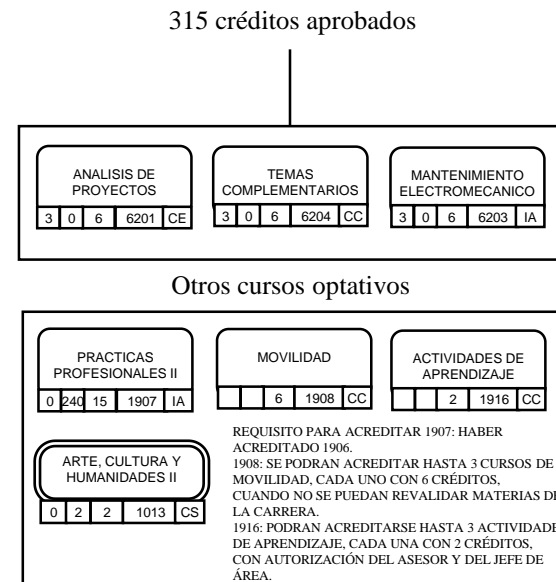 315 créditos aprobados
ANALISIS DE
PROYECTOS
3 0 6 6201 CE
TEMAS
COMPLEMENTARIOS
3 0 6 6204 CC
MANTENIMIENTO
ELECTROMECANICO
3 0 6 6203 IA
Otros cursos optativos
PRACTICAS
PROFESIONALES II
0 240 15 1907 IA
MOVILIDAD
6 1908 CC
ACTIVIDADES DE
APRENDIZAJE
2 1916 CC
ARTE, CULTURA Y
HUMANIDADES II
0 2 2 1013 CS
REQUISITO PARA ACREDITAR 1907: HABER
ACREDITADO 1906.
1908: SE PODRAN ACREDITAR HASTA 3 CURSOS DE
MOVILIDAD, CADA UNO CON 6 CRÉDITOS,
CUANDO NO SE PUEDAN REVALIDAR MATERIAS DE
LA CARRERA.
1916: PODRAN ACREDITARSE HASTA 3 ACTIVIDADE
DE APRENDIZAJE, CADA UNA CON 2 CRÉDITOS,
CON AUTORIZACIÓN DEL ASESOR Y DEL JEFE DE
ÁREA.